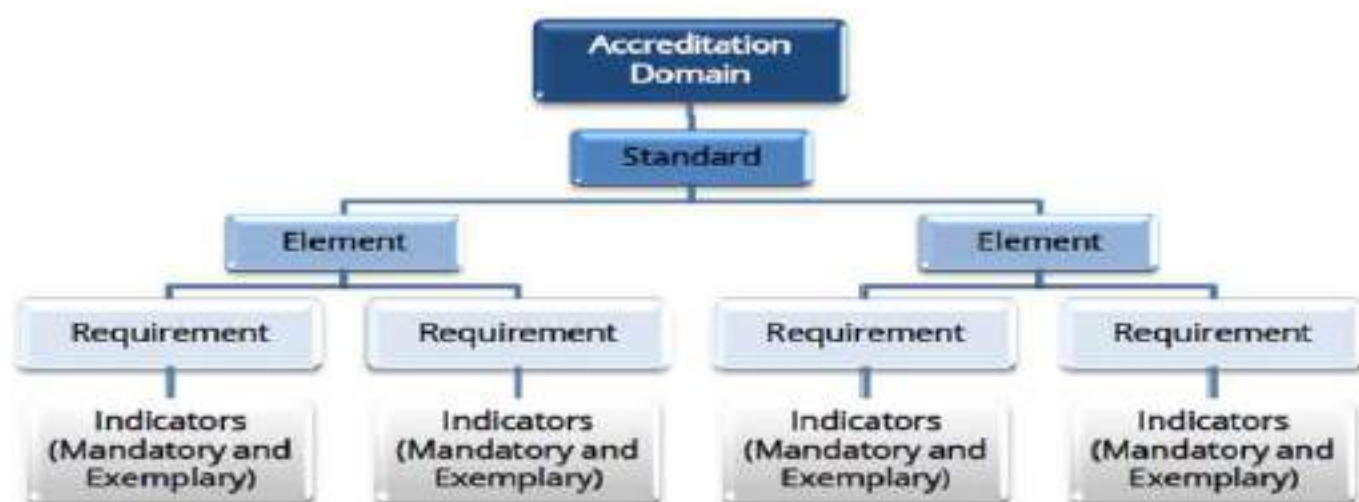 Accreditation
Domain
Standard
Element
Element
Requirement
Requirement
Requirement
Requirement
Indicators
(Mandatory and
Exemplary)
Indicators
(Mandatory and
Exemplary)
Indicators
(Mandatory and
Exemplary)
Indicators
(Mandatory and
Exemplary)